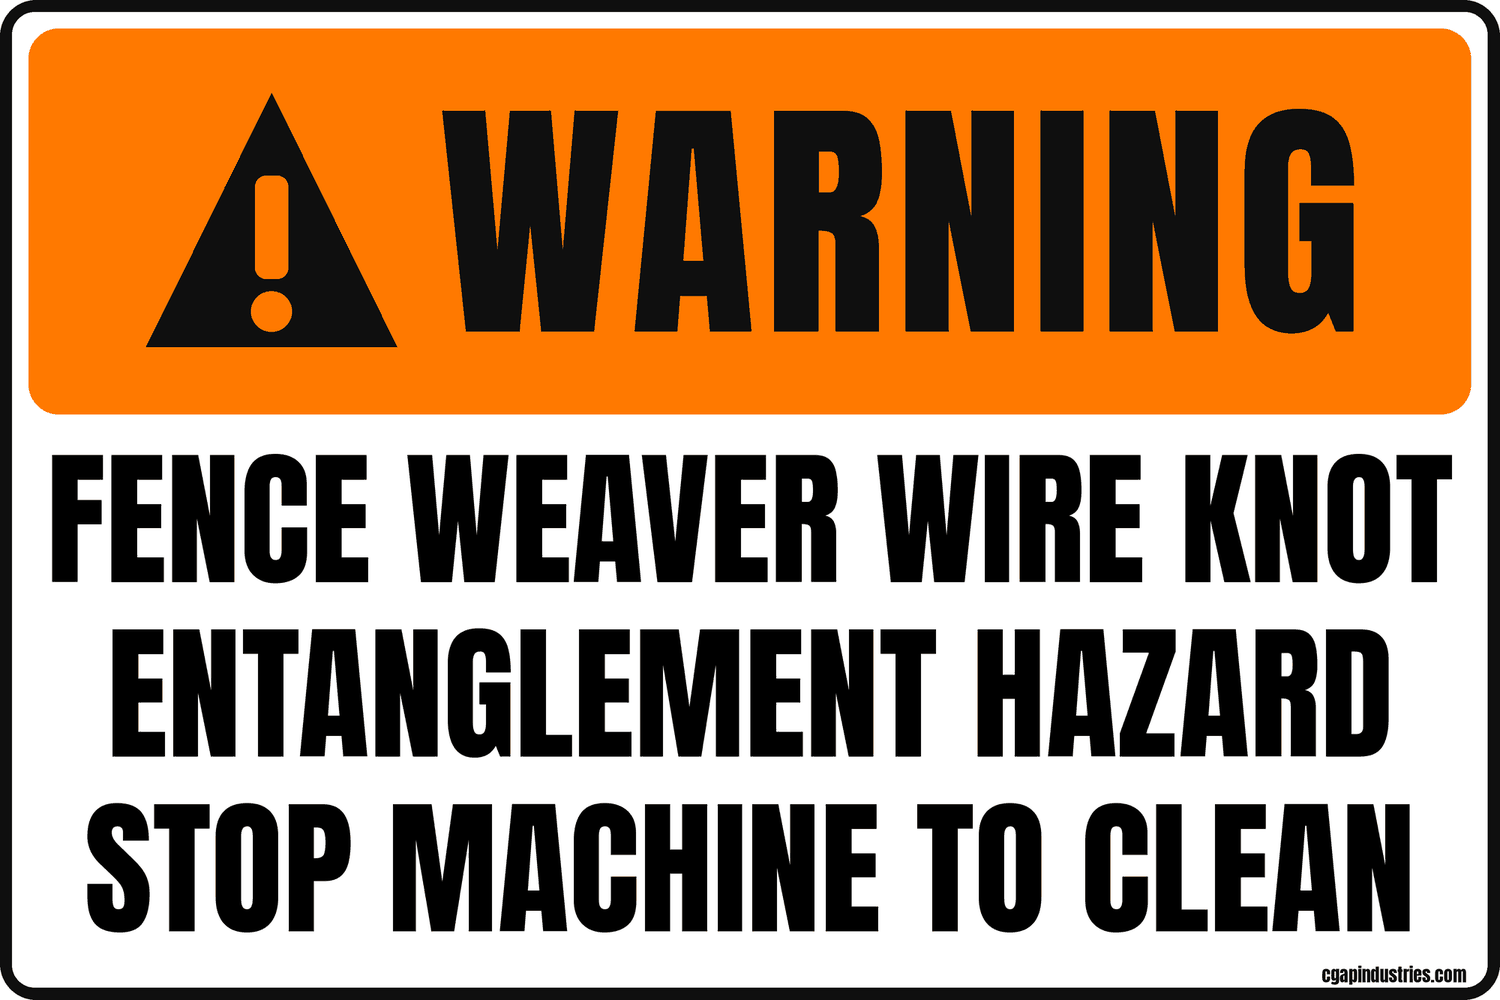 WARNING
FENCE WEAVER WIRE KNOT
ENTANGLEMENT HAZARD
STOP MACHINE TO CLEAN
cgapindustries.com